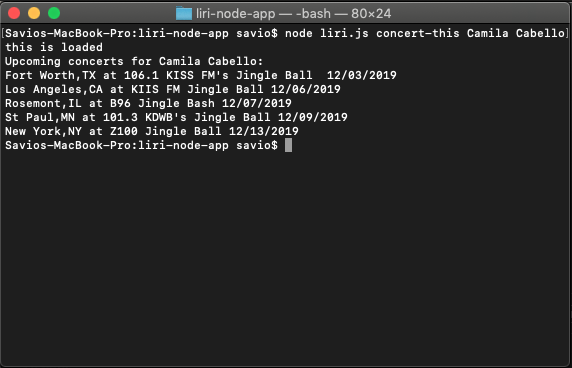 liri-node-app — -bash — 80×24
[Savios-MacBook-Pro:liri-node-app savio$ node liri.js concert-this Camila Cabello]
this is loaded
Upcoming concerts for Camila Cabello:
Fort Worth,TX at 106.1 KISS FM's Jingle Ball  12/03/2019
Los Angeles,CA at KIIS FM Jingle Ball 12/06/2019
Rosemont,IL at B96 Jingle Bash 12/07/2019
St Paul,MN at 101.3 KDWB's Jingle Ball 12/09/2019
New York,NY at Z100 Jingle Ball 12/13/2019
Savios-MacBook-Pro:liri-node-app savio$